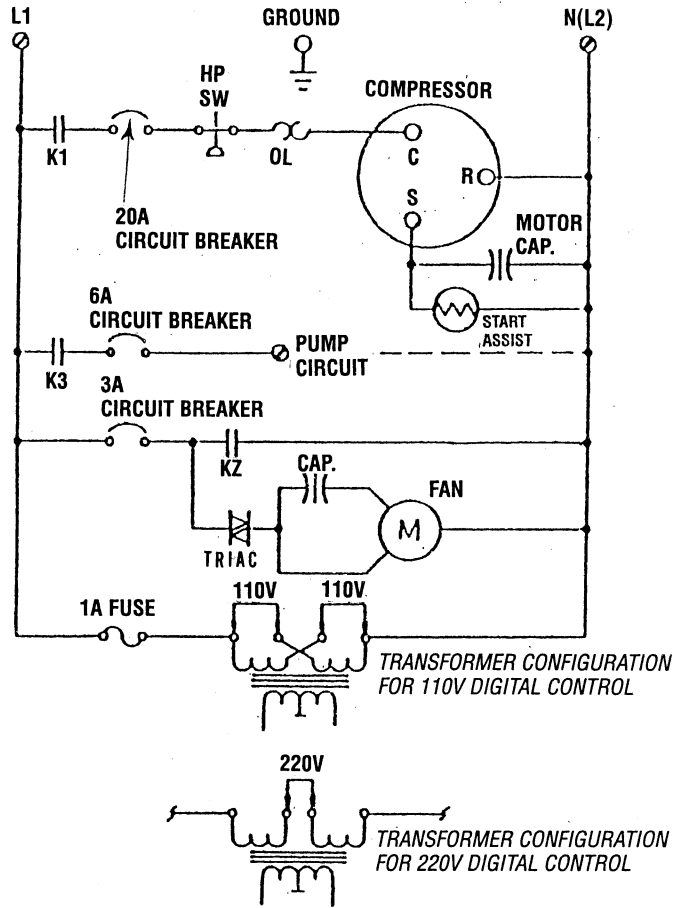 L1
GROUND
N(L2)
HP
SW
COMPRESSOR
K1
OL
C
R
S
20A
CIRCUIT BREAKER
MOTOR
CAP.
6A
CIRCUIT BREAKER
START
ASSIST
PUMP
CIRCUIT
K3
3A
CIRCUIT BREAKER
KZ
CAP.
FAN
M
TRIAC
110V
110V
1A FUSE
TRANSFORMER CONFIGURATION
FOR 110V DIGITAL CONTROL
220V
TRANSFORMER CONFIGURATION
FOR 220V DIGITAL CONTROL